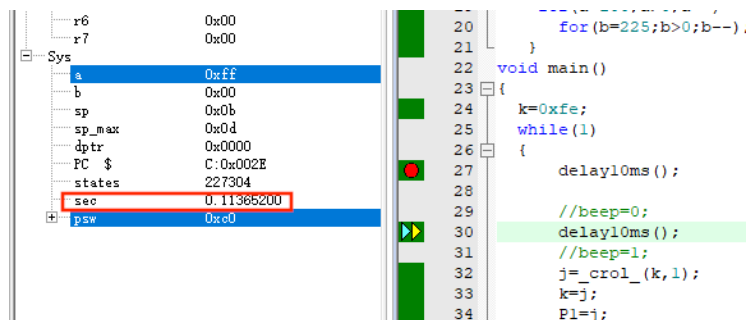 r6 0x00
r7 0x00
Sys
a 0xff
b 0x00
sp 0x0b
sp_max 0x0d
dptr 0x0000
PC $ C:0x002E
states 227304
sec 0.11365200
psw 0xc0
20 for(b=225;b>0;b--)
21 }
22 void main()
23 {
24 k=0xfe;
25 while(1)
26 {
27 delay10ms();
28
29 //beep=0;
30 delay10ms();
31 //beep=1;
32 j=_crol_(k,1);
33 k=j;
34 P1=j;